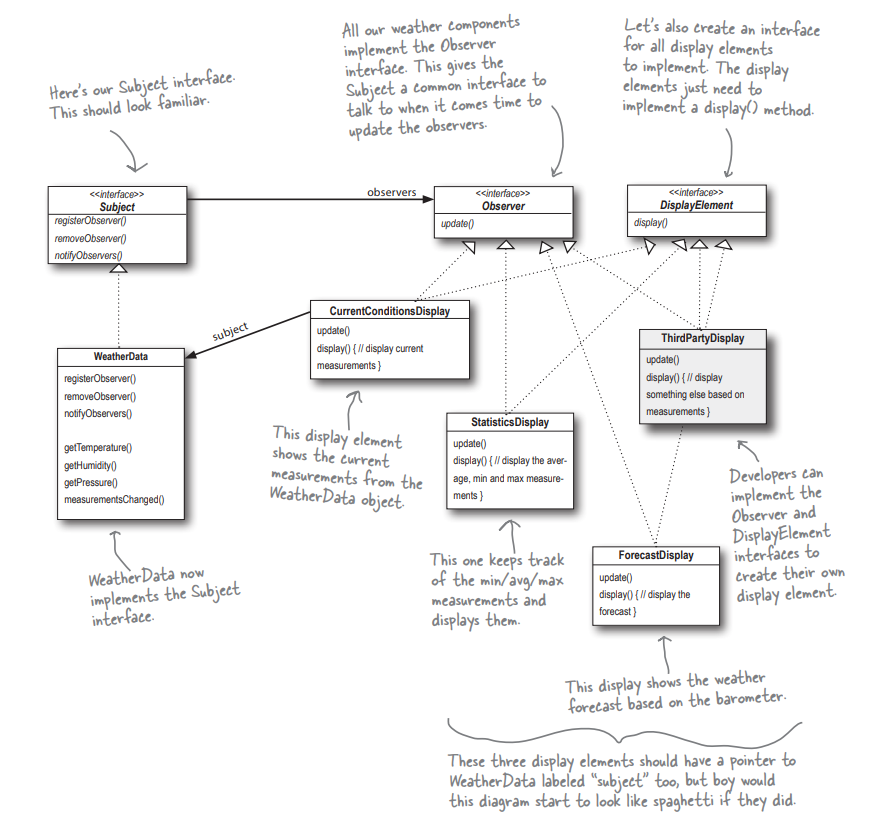 Here's our Subject interface.
This should look familiar.
All our weather components
implement the Observer
interface. This gives the
Subject a common interface to
talk to when it comes time to
update the observers.
Let's also create an interface
for all display elements
to implement. The display
elements just need to
implement a display() method.
<<interface>>
Subject
registerObserver()
removeObserver()
notifyObservers()
observers
<<interface>>
Observer
update()
<<interface>>
DisplayElement
display()
subject
CurrentConditionsDisplay
update()
display() { // display current
measurements }
ThirdPartyDisplay
update()
display() { // display
something else based on
measurements }
WeatherData
registerObserver()
removeObserver()
notifyObservers()
getTemperature()
getHumidity()
getPressure()
measurementsChanged()
StatisticsDisplay
update()
display() { // display the aver-
age, min and max measure-
ments }
This display element
shows the current
measurements from the
WeatherData object.
Developers can
implement the
Observer and
DisplayElement
interfaces to
create their own
display element.
ForecastDisplay
update()
display() { // display the
forecast }
WeatherData now
implements the Subject
interface.
This one keeps track
of the min/avg/max
measurements and
displays them.
This display shows the weather
forecast based on the barometer.
These three display elements should have a pointer to
WeatherData labeled “subject” too, but boy would
this diagram start to look like spaghetti if they did.